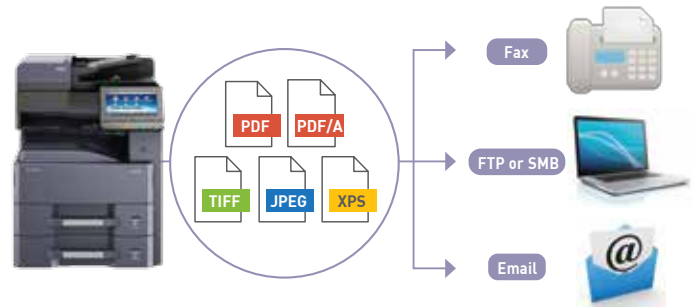 Fax
PDF PDF/A
FTP or SMB
TIFF JPEG XPS
Email
@